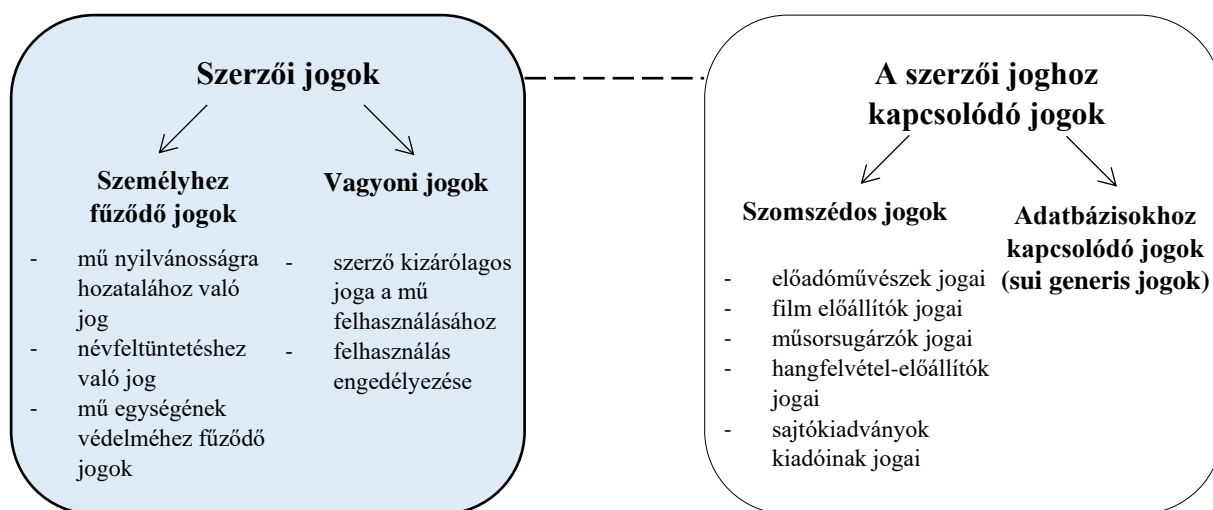 Szerzői jogok
Személyhez
fűződő jogok
- mű nyilvánosságra
hozatalához való
jog
- névfeltüntetéshez
való jog
- mű egységének
védelméhez fűződő
jogok
Vagyoni jogok
- szerző kizárólagos
joga a mű
felhasználásához
- felhasználás
engedélyezése
A szerzői joghoz
kapcsolódó jogok
Szomszédos jogok
- előadóművészek jogai
- film előállítók jogai
- műsorsugárzók jogai
- hangfelvétel-előállítók
jogai
- sajtókiadványok
kiadóinak jogai
Adatbázisokhoz
kapcsolódó jogok
(sui generis jogok)